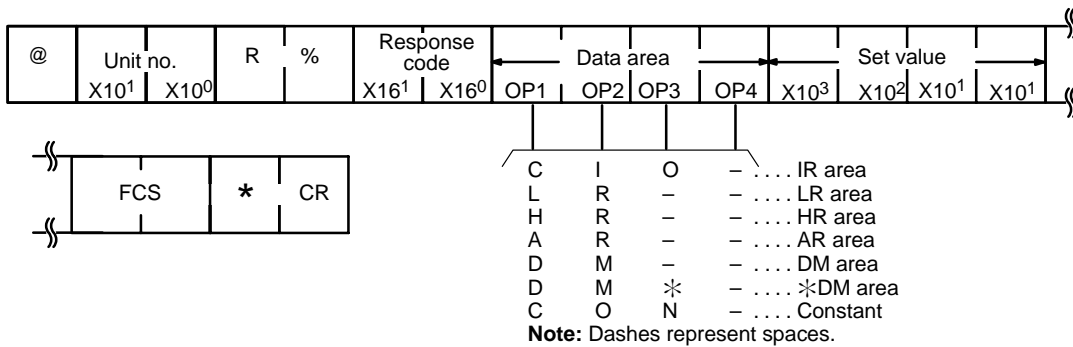 @ Unit no. R % Response code Data area Set value
X10¹ X10⁰ X16¹ X16⁰ OP1 OP2 OP3 OP4 X10³ X10² X10¹ X10¹
FCS * CR
C I O – . . . . IR area
L R – – . . . . LR area
H R – – . . . . HR area
A R – – . . . . AR area
D M – – . . . . DM area
D M ✻ – . . . . ✻DM area
C O N – . . . . Constant
Note: Dashes represent spaces.